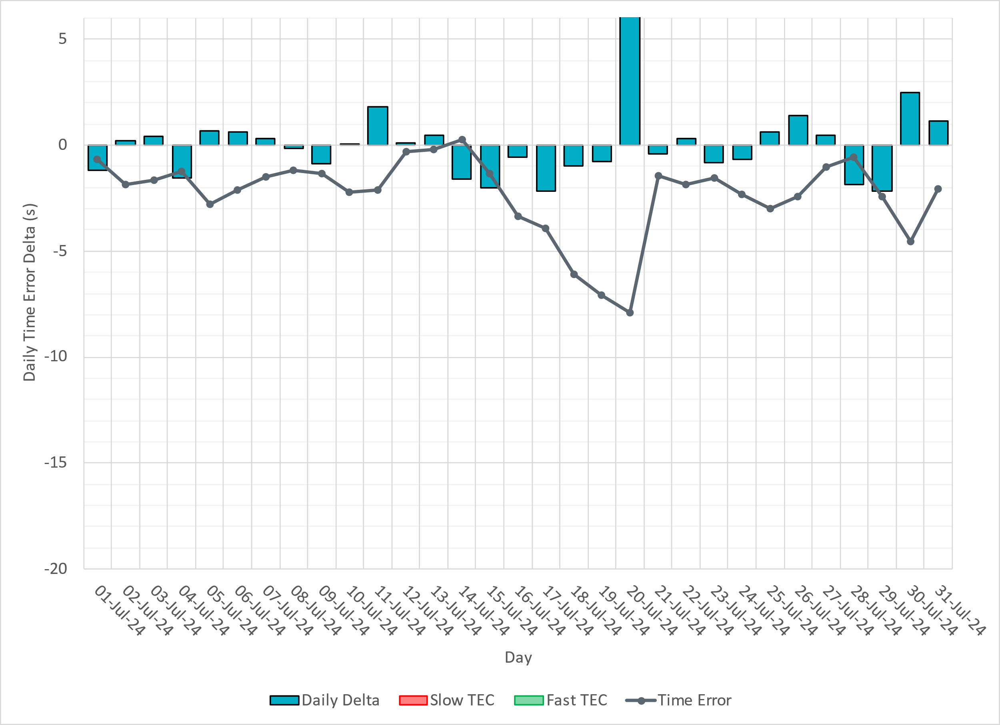 Daily Time Error Delta (s)
5
0
-5
-10
-15
-20
01-Jul-24
02-Jul-24
03-Jul-24
04-Jul-24
05-Jul-24
06-Jul-24
07-Jul-24
08-Jul-24
09-Jul-24
10-Jul-24
11-Jul-24
12-Jul-24
13-Jul-24
14-Jul-24
15-Jul-24
16-Jul-24
17-Jul-24
18-Jul-24
19-Jul-24
20-Jul-24
21-Jul-24
22-Jul-24
23-Jul-24
24-Jul-24
25-Jul-24
26-Jul-24
27-Jul-24
28-Jul-24
29-Jul-24
30-Jul-24
31-Jul-24
Day
Daily Delta Slow TEC Fast TEC Time Error